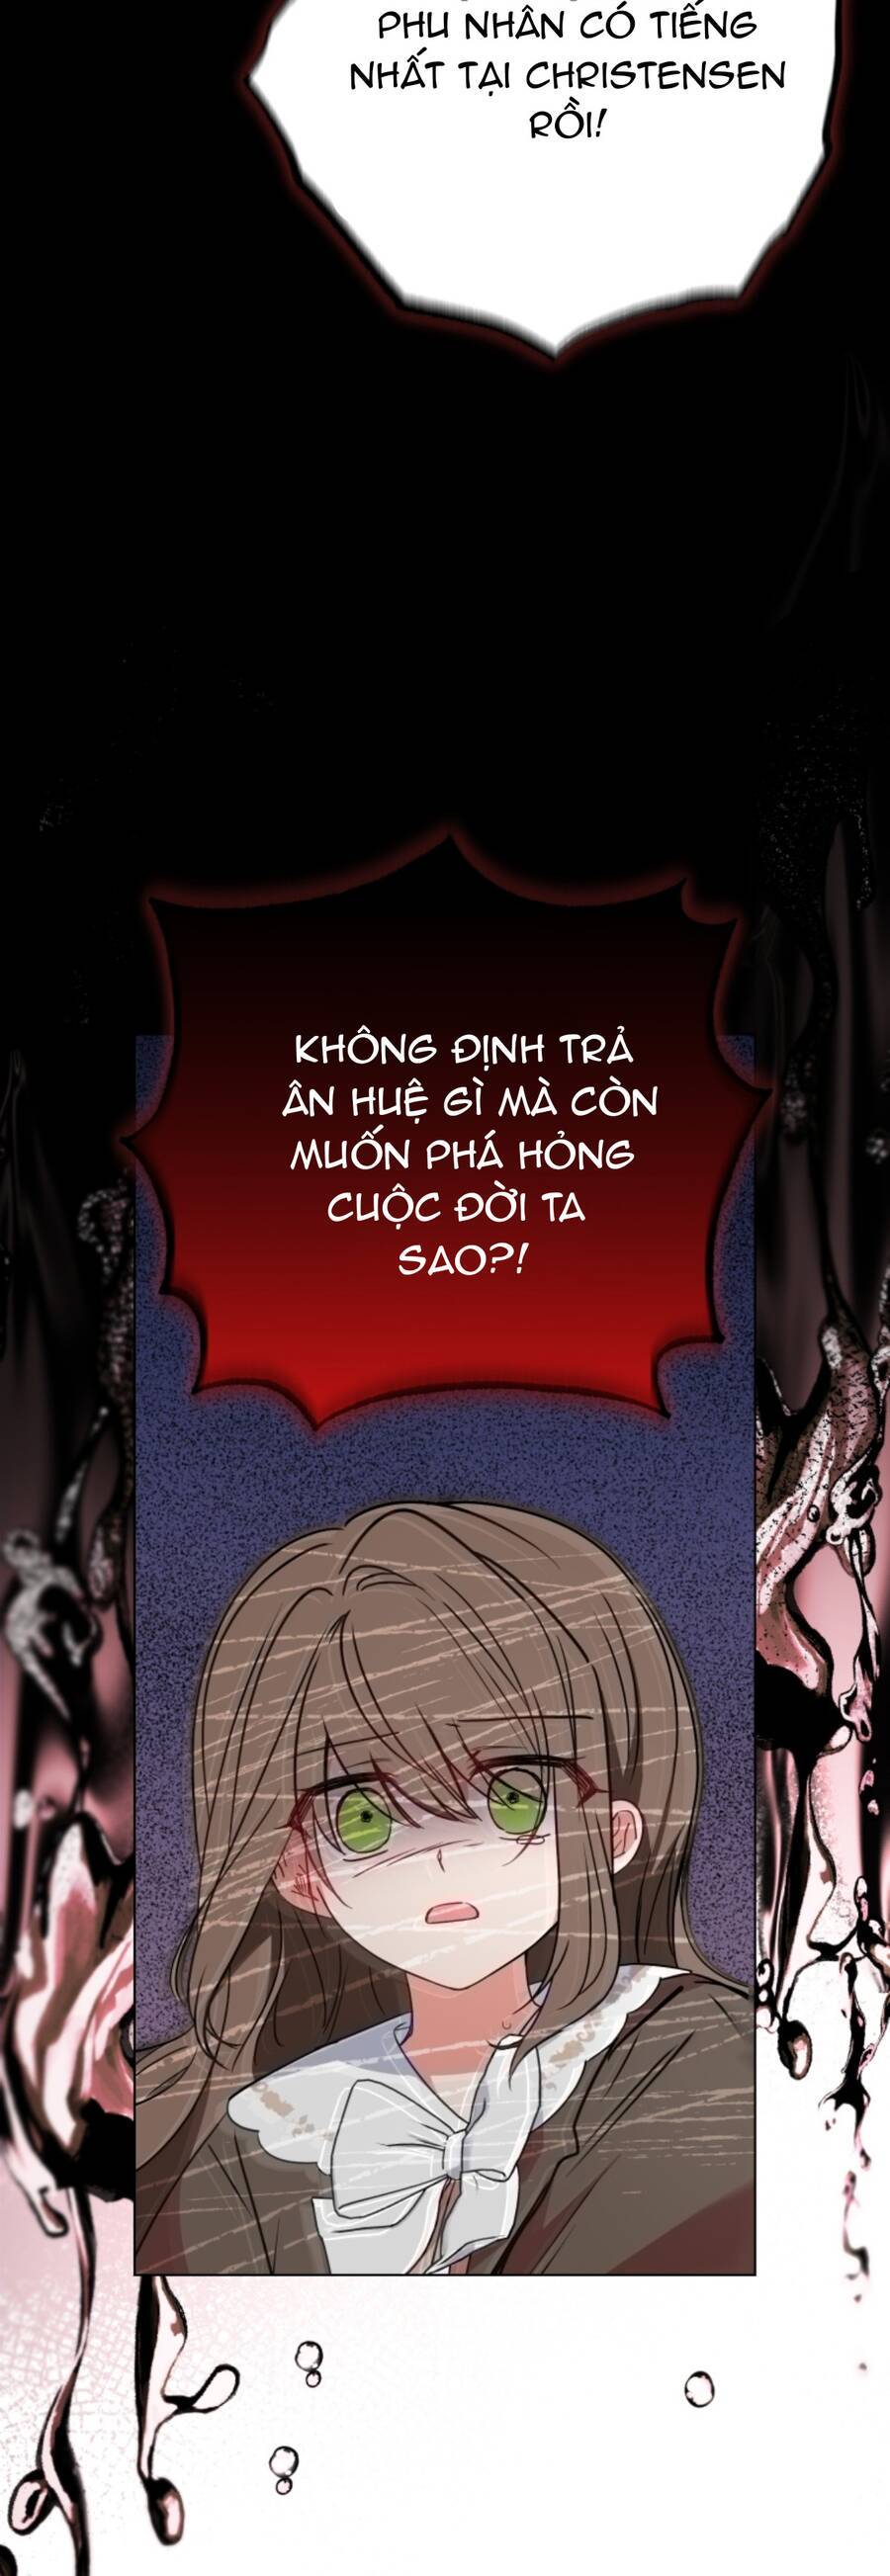 PHU NHÂN CÓ TIẾNG
NHẤT TẠI CHRISTENSEN
RỒI!
KHÔNG ĐỊNH TRẢ
ÂN HUỆ GÌ MÀ CÒN
MUỐN PHÁ HỎNG
CUỘC ĐỜI TA
SAO?!